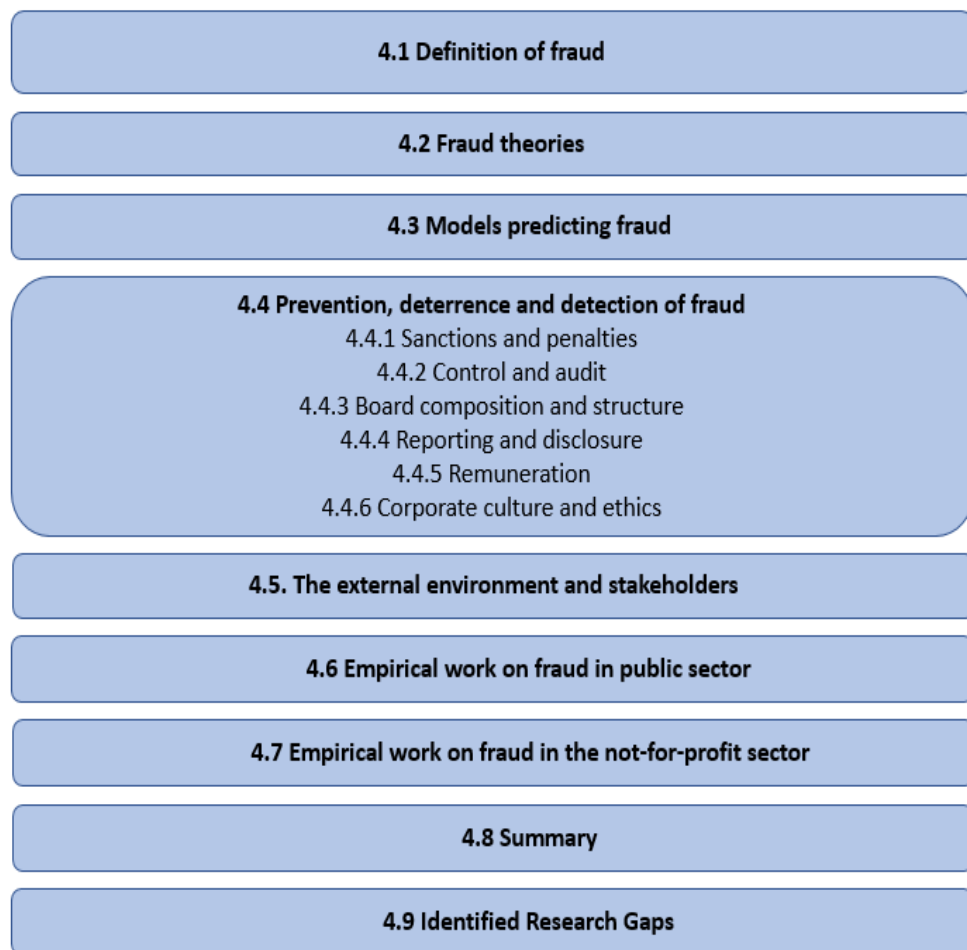 4.1 Definition of fraud
4.2 Fraud theories
4.3 Models predicting fraud
4.4 Prevention, deterrence and detection of fraud
4.4.1 Sanctions and penalties
4.4.2 Control and audit
4.4.3 Board composition and structure
4.4.4 Reporting and disclosure
4.4.5 Remuneration
4.4.6 Corporate culture and ethics
4.5. The external environment and stakeholders
4.6 Empirical work on fraud in public sector
4.7 Empirical work on fraud in the not-for-profit sector
4.8 Summary
4.9 Identified Research Gaps